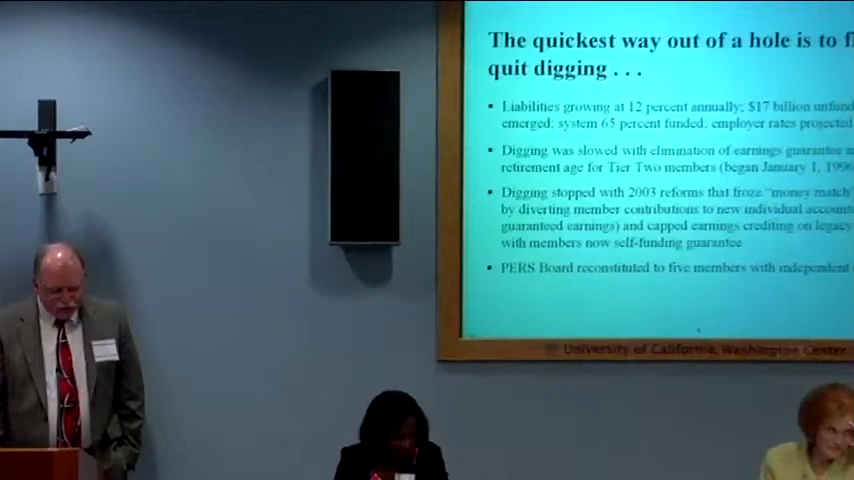 The quickest way out of a hole is to fi
quit digging . . .
▪ Liabilities growing at 12 percent annually; $17 billion unfund
emerged; system 65 percent funded; employer rates projected
▪ Digging was slowed with elimination of earnings guarantee a
retirement age for Tier Two members (began January 1, 1996
▪ Digging stopped with 2003 reforms that froze “money match”
by diverting member contributions to new individual account
guaranteed earnings) and capped earnings crediting on legacy
with members now self-funding guarantee
▪ PERS Board reconstituted to five members with independent
University of California, Washington Center